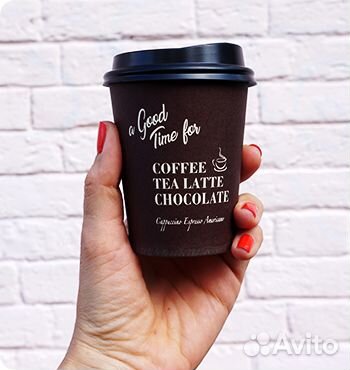 a Good
Time for
COFFEE
TEA LATTE
CHOCOLATE
Cappuccino Espresso Americano
Avito